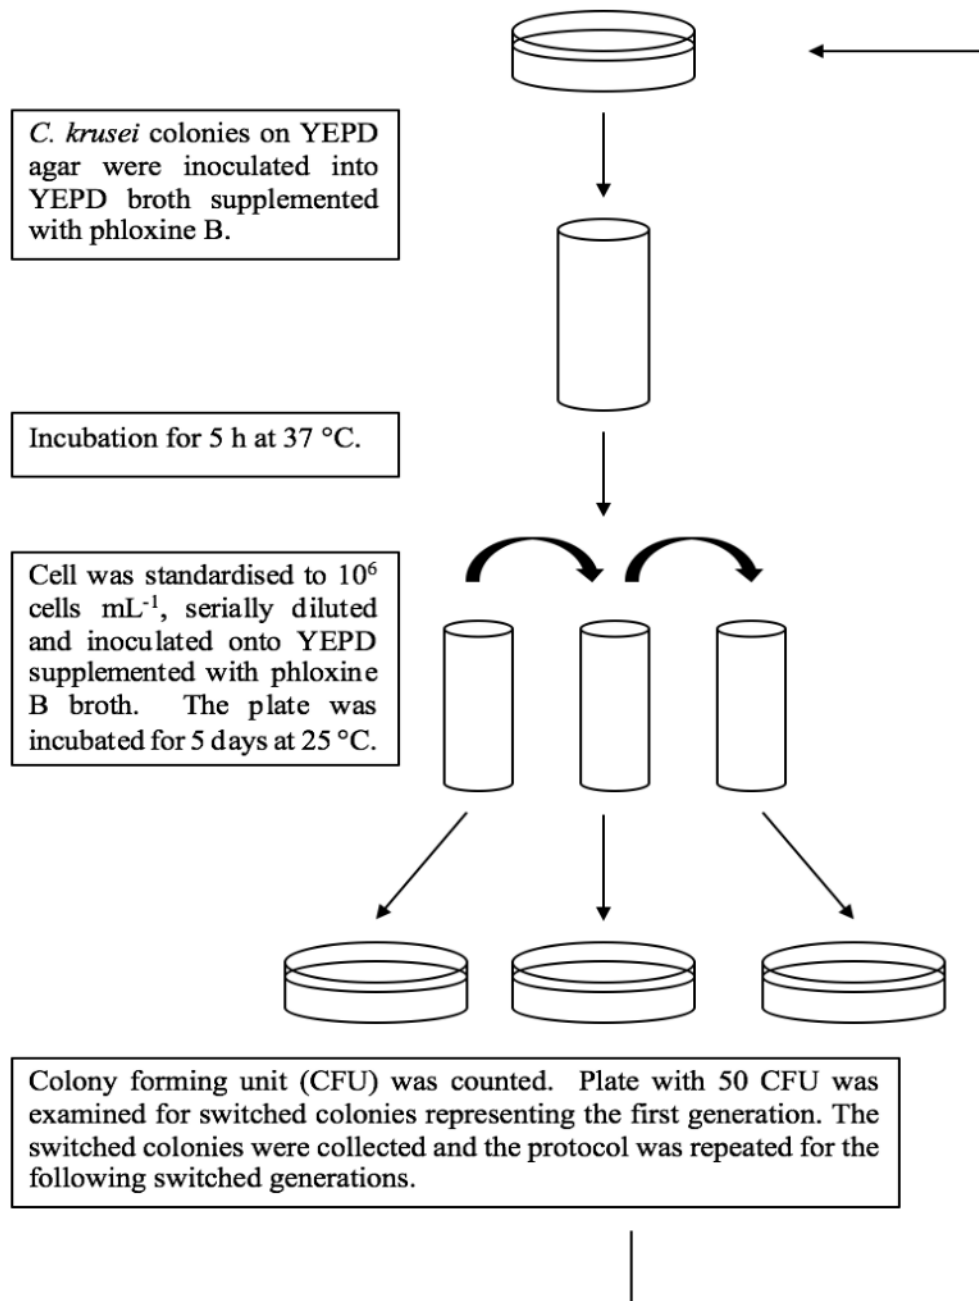 C. krusei colonies on YEPD
agar were inoculated into
YEPD broth supplemented
with phloxine B.
Incubation for 5 h at 37 °C.
Cell was standardised to 10⁶
cells mL⁻¹, serially diluted
and inoculated onto YEPD
supplemented with phloxine
B broth. The plate was
incubated for 5 days at 25 °C.
Colony forming unit (CFU) was counted. Plate with 50 CFU was
examined for switched colonies representing the first generation. The
switched colonies were collected and the protocol was repeated for the
following switched generations.